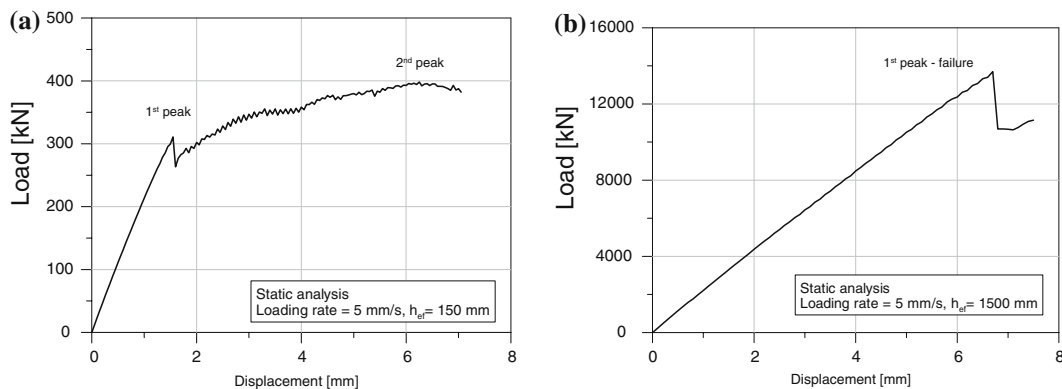 (a)
500
400
300
200
100
0
Load [kN]
1st peak
2nd peak
Static analysis
Loading rate = 5 mm/s, hef= 150 mm
0 2 4 6 8
Displacement [mm]
(b)
16000
12000
8000
4000
0
Load [kN]
1st peak - failure
Static analysis
Loading rate = 5 mm/s, hef= 1500 mm
0 2 4 6 8
Displacement [mm]